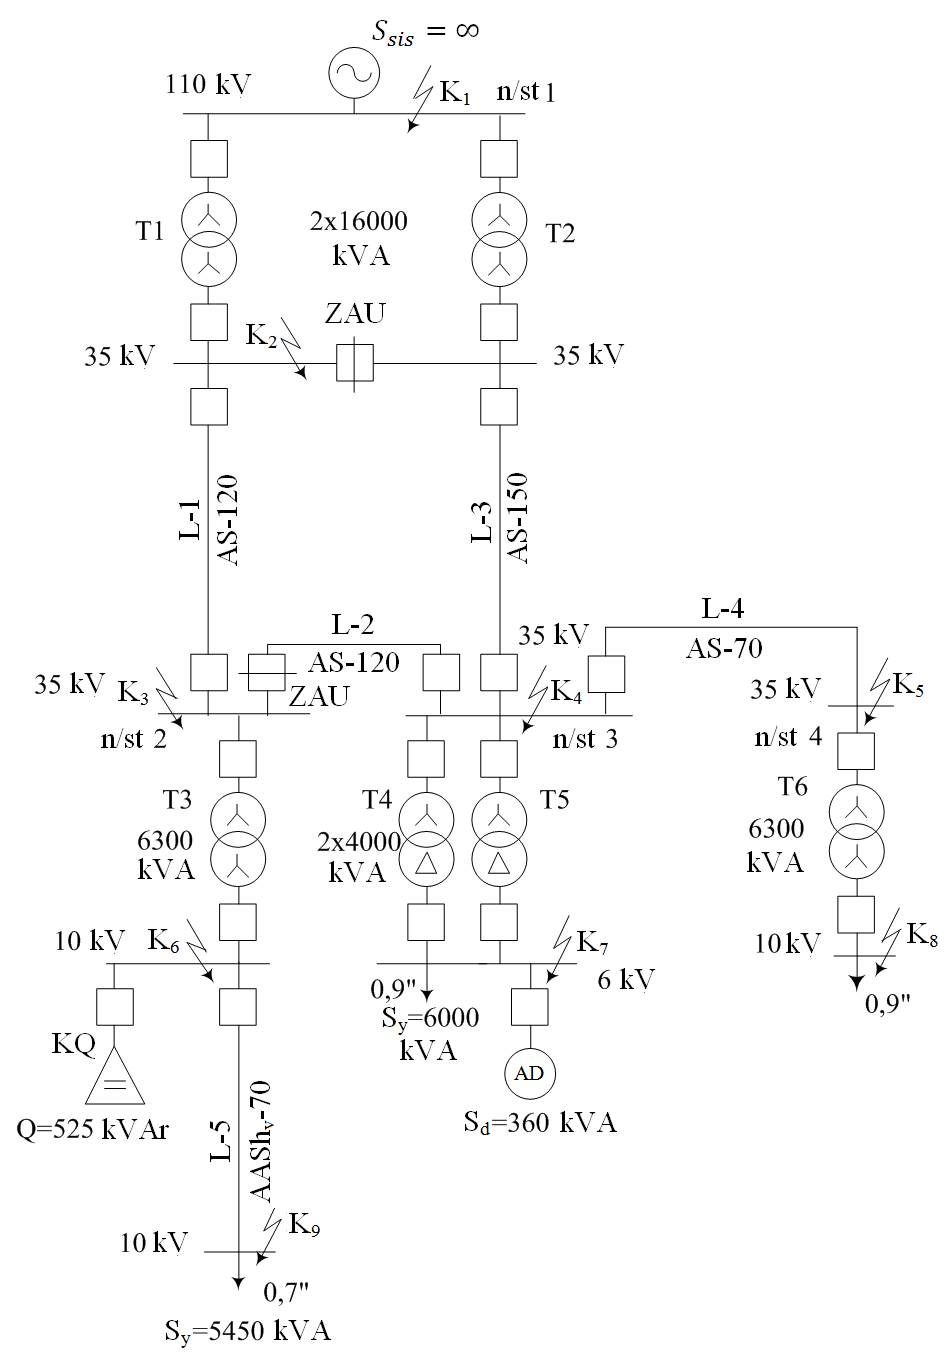 S_sis = ∞
110 kV
K₁
n/st 1
T1
2x16000
kVA
T2
ZAU
K₂
35 kV
35 kV
L-1
AS-120
L-3
AS-150
L-2
AS-120
ZAU
35 kV
L-4
AS-70
35 kV
K₃
n/st 2
K₄
n/st 3
35 kV
K₅
n/st 4
T3
6300
kVA
T4
2x4000
kVA
T5
T6
6300
kVA
10 kV
K₆
K₇
6 kV
10 kV
K₈
0,9"
0,9"
S_y=6000
kVA
AD
S_d=360 kVA
KQ
Q=525 kVAr
L-5
AASh_v-70
10 kV
K₉
0,7"
S_y=5450 kVA